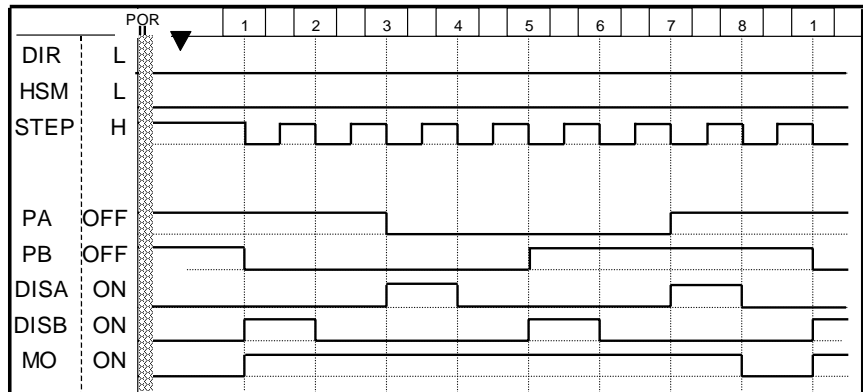 POR
1 2 3 4 5 6 7 8 1
DIR L
HSM L
STEP H
PA OFF
PB OFF
DISA ON
DISB ON
MO ON